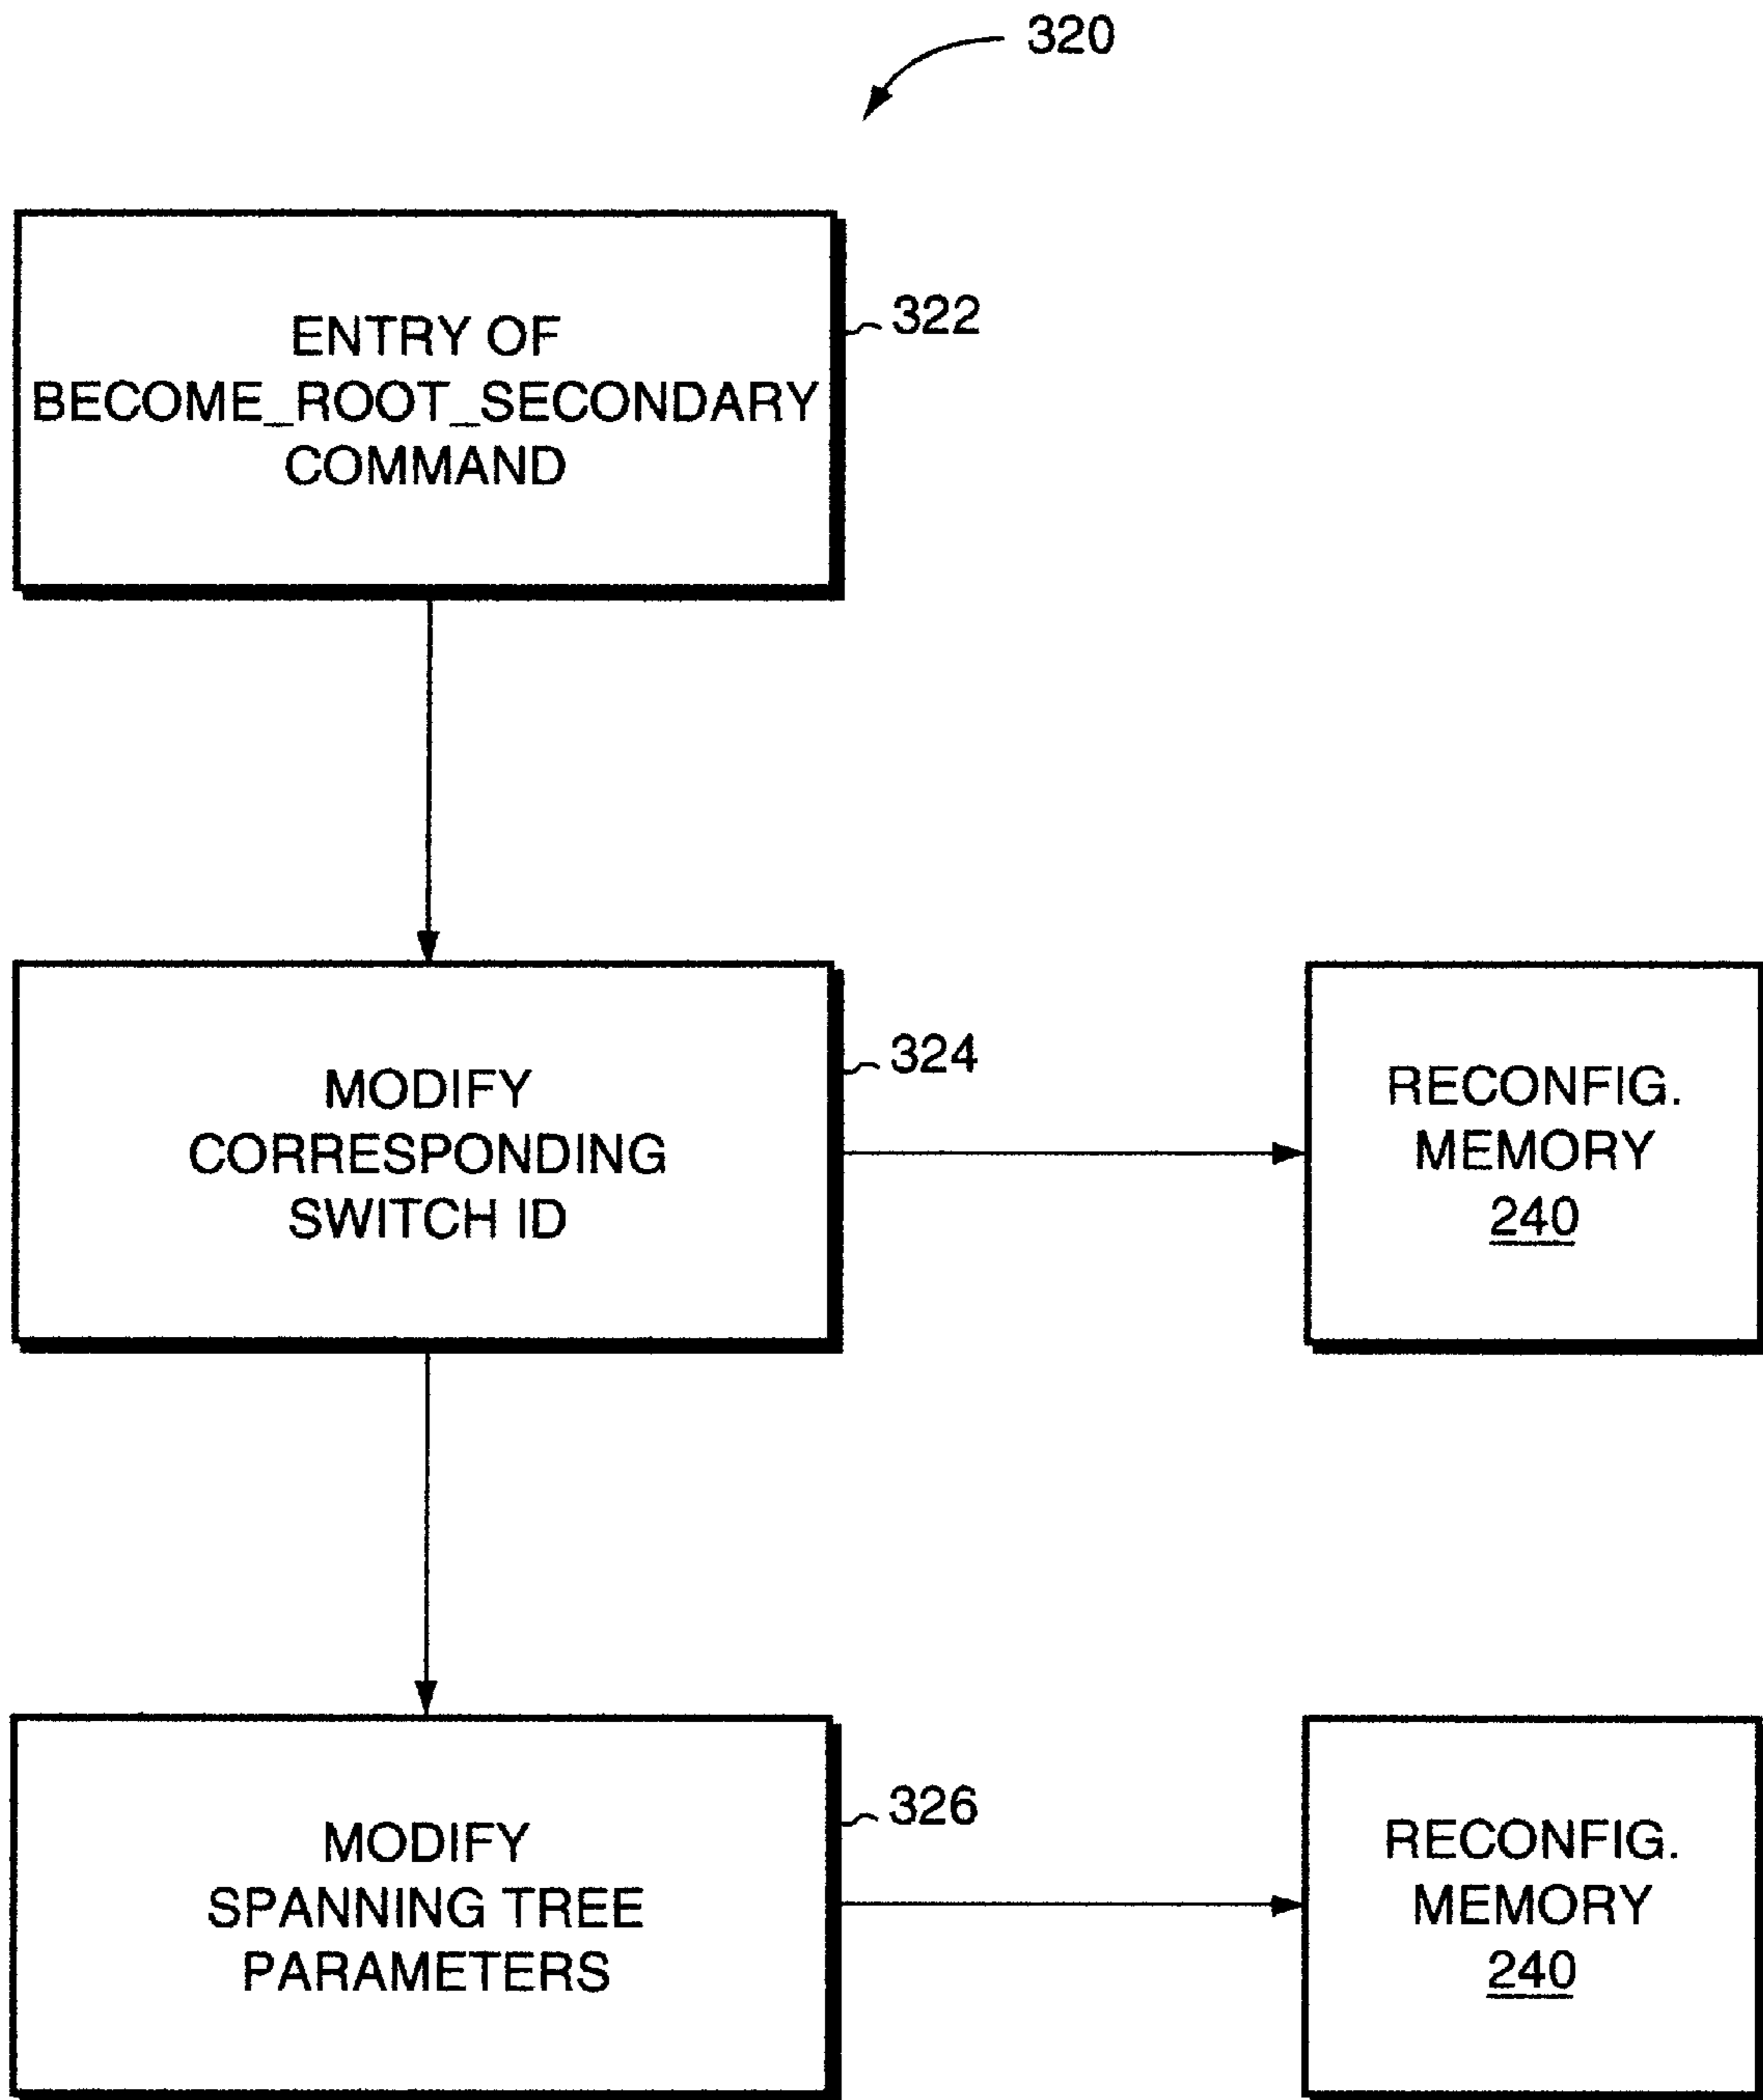 320
ENTRY OF
BECOME_ROOT_SECONDARY
COMMAND
322
MODIFY
CORRESPONDING
SWITCH ID
324
RECONFIG.
MEMORY
240
MODIFY
SPANNING TREE
PARAMETERS
326
RECONFIG.
MEMORY
240